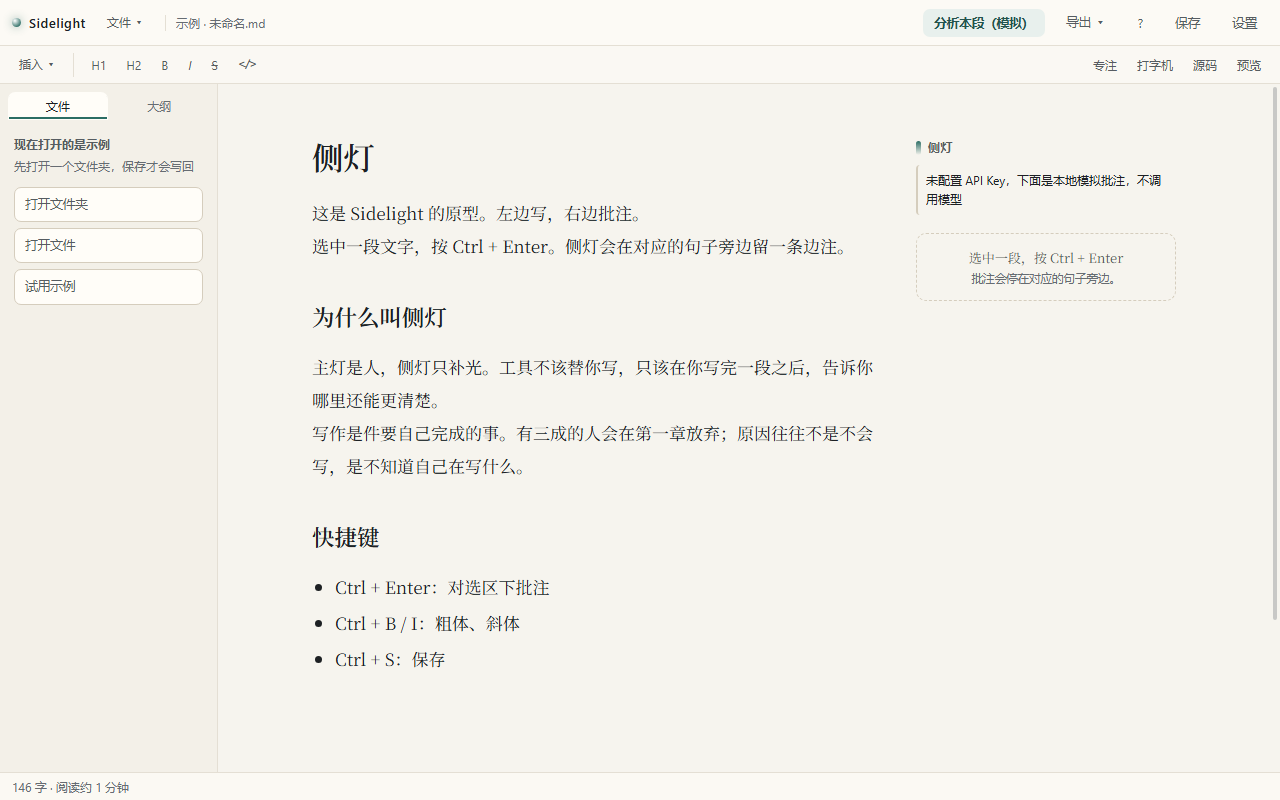 Sidelight 文件 示例 · 未命名.md 分析本段（模拟） 导出 ? 保存 设置
插入 H1 H2 B I S </> 专注 打字机 源码 预览
文件 大纲
现在打开的是示例
先打开一个文件夹，保存才会写回
打开文件夹
打开文件
试用示例
侧灯
这是 Sidelight 的原型。左边写，右边批注。
选中一段文字，按 Ctrl + Enter。侧灯会在对应的句子旁边留一条边注。
为什么叫侧灯
主灯是人，侧灯只补光。工具不该替你写，只该在你写完一段之后，告诉你
哪里还能更清楚。
写作是件要自己完成的事。有三成的人会在第一章放弃；原因往往不是不会
写，是不知道自己在写什么。
快捷键
Ctrl + Enter：对选区下批注
Ctrl + B / I：粗体、斜体
Ctrl + S：保存
侧灯
未配置 API Key，下面是本地模拟批注，不调
用模型
选中一段，按 Ctrl + Enter
批注会停在对应的句子旁边。
146 字 · 阅读约 1 分钟